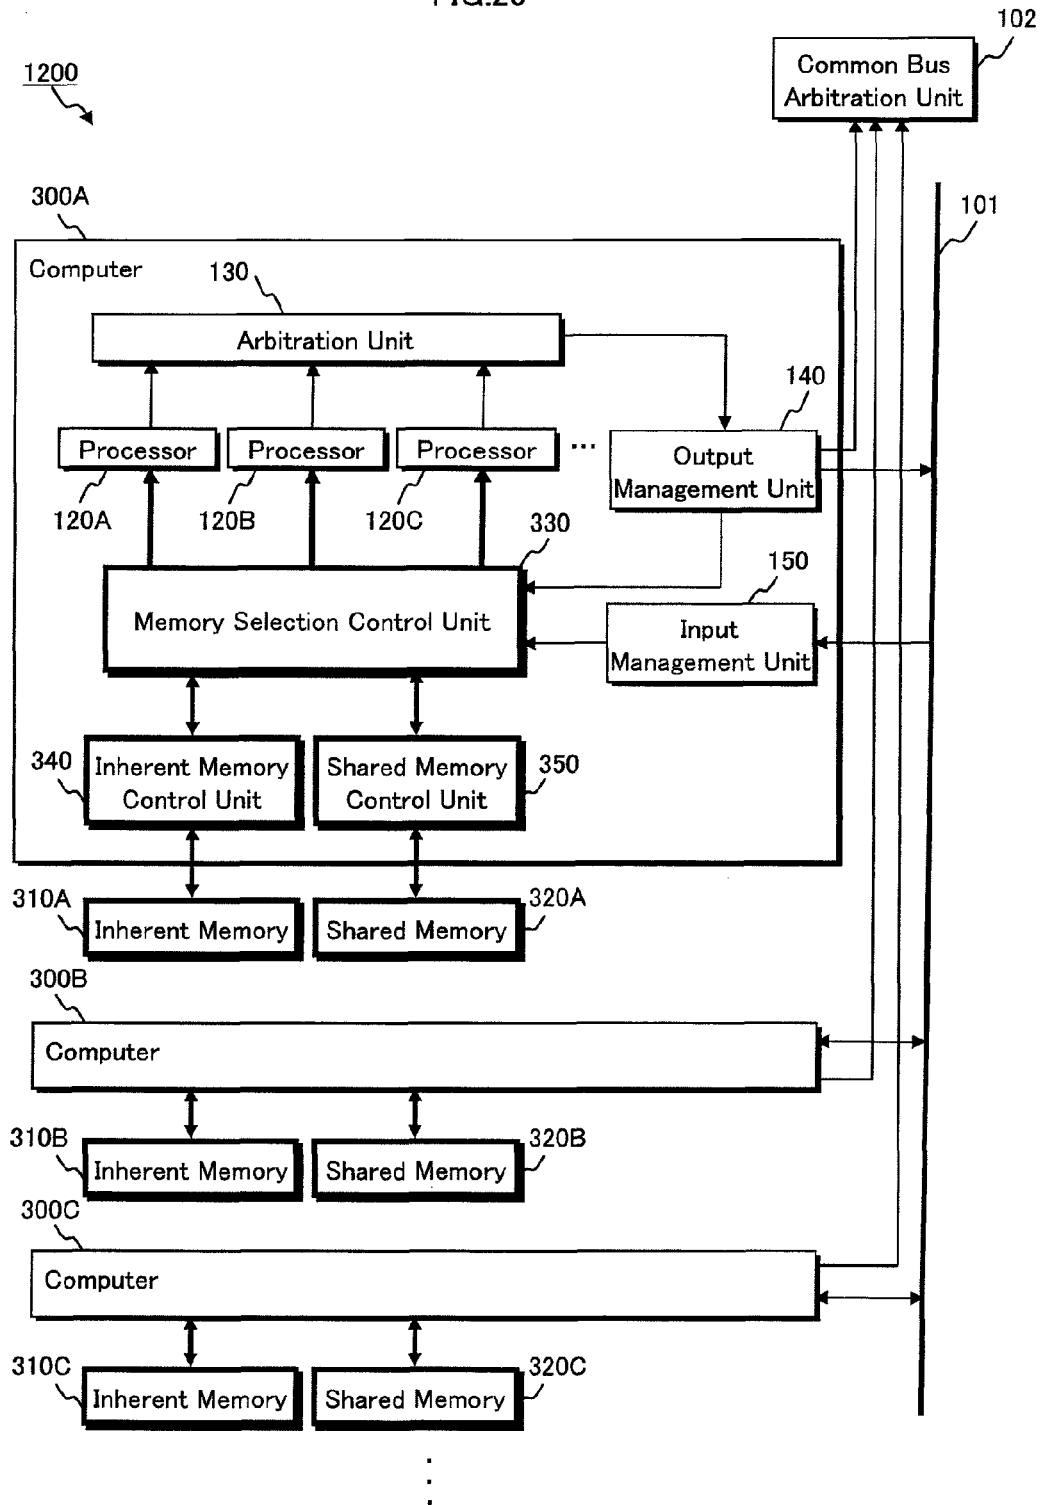 102
Common Bus
Arbitration Unit
1200
300A
101
Computer
130
Arbitration Unit
140
Processor
Processor
Processor
...
Output
Management Unit
120A
120B
120C
330
150
Memory Selection Control Unit
Input
Management Unit
340
Inherent Memory
Control Unit
Shared Memory
Control Unit
350
310A
Inherent Memory
Shared Memory
320A
300B
Computer
310B
Inherent Memory
Shared Memory
320B
300C
Computer
310C
Inherent Memory
Shared Memory
320C